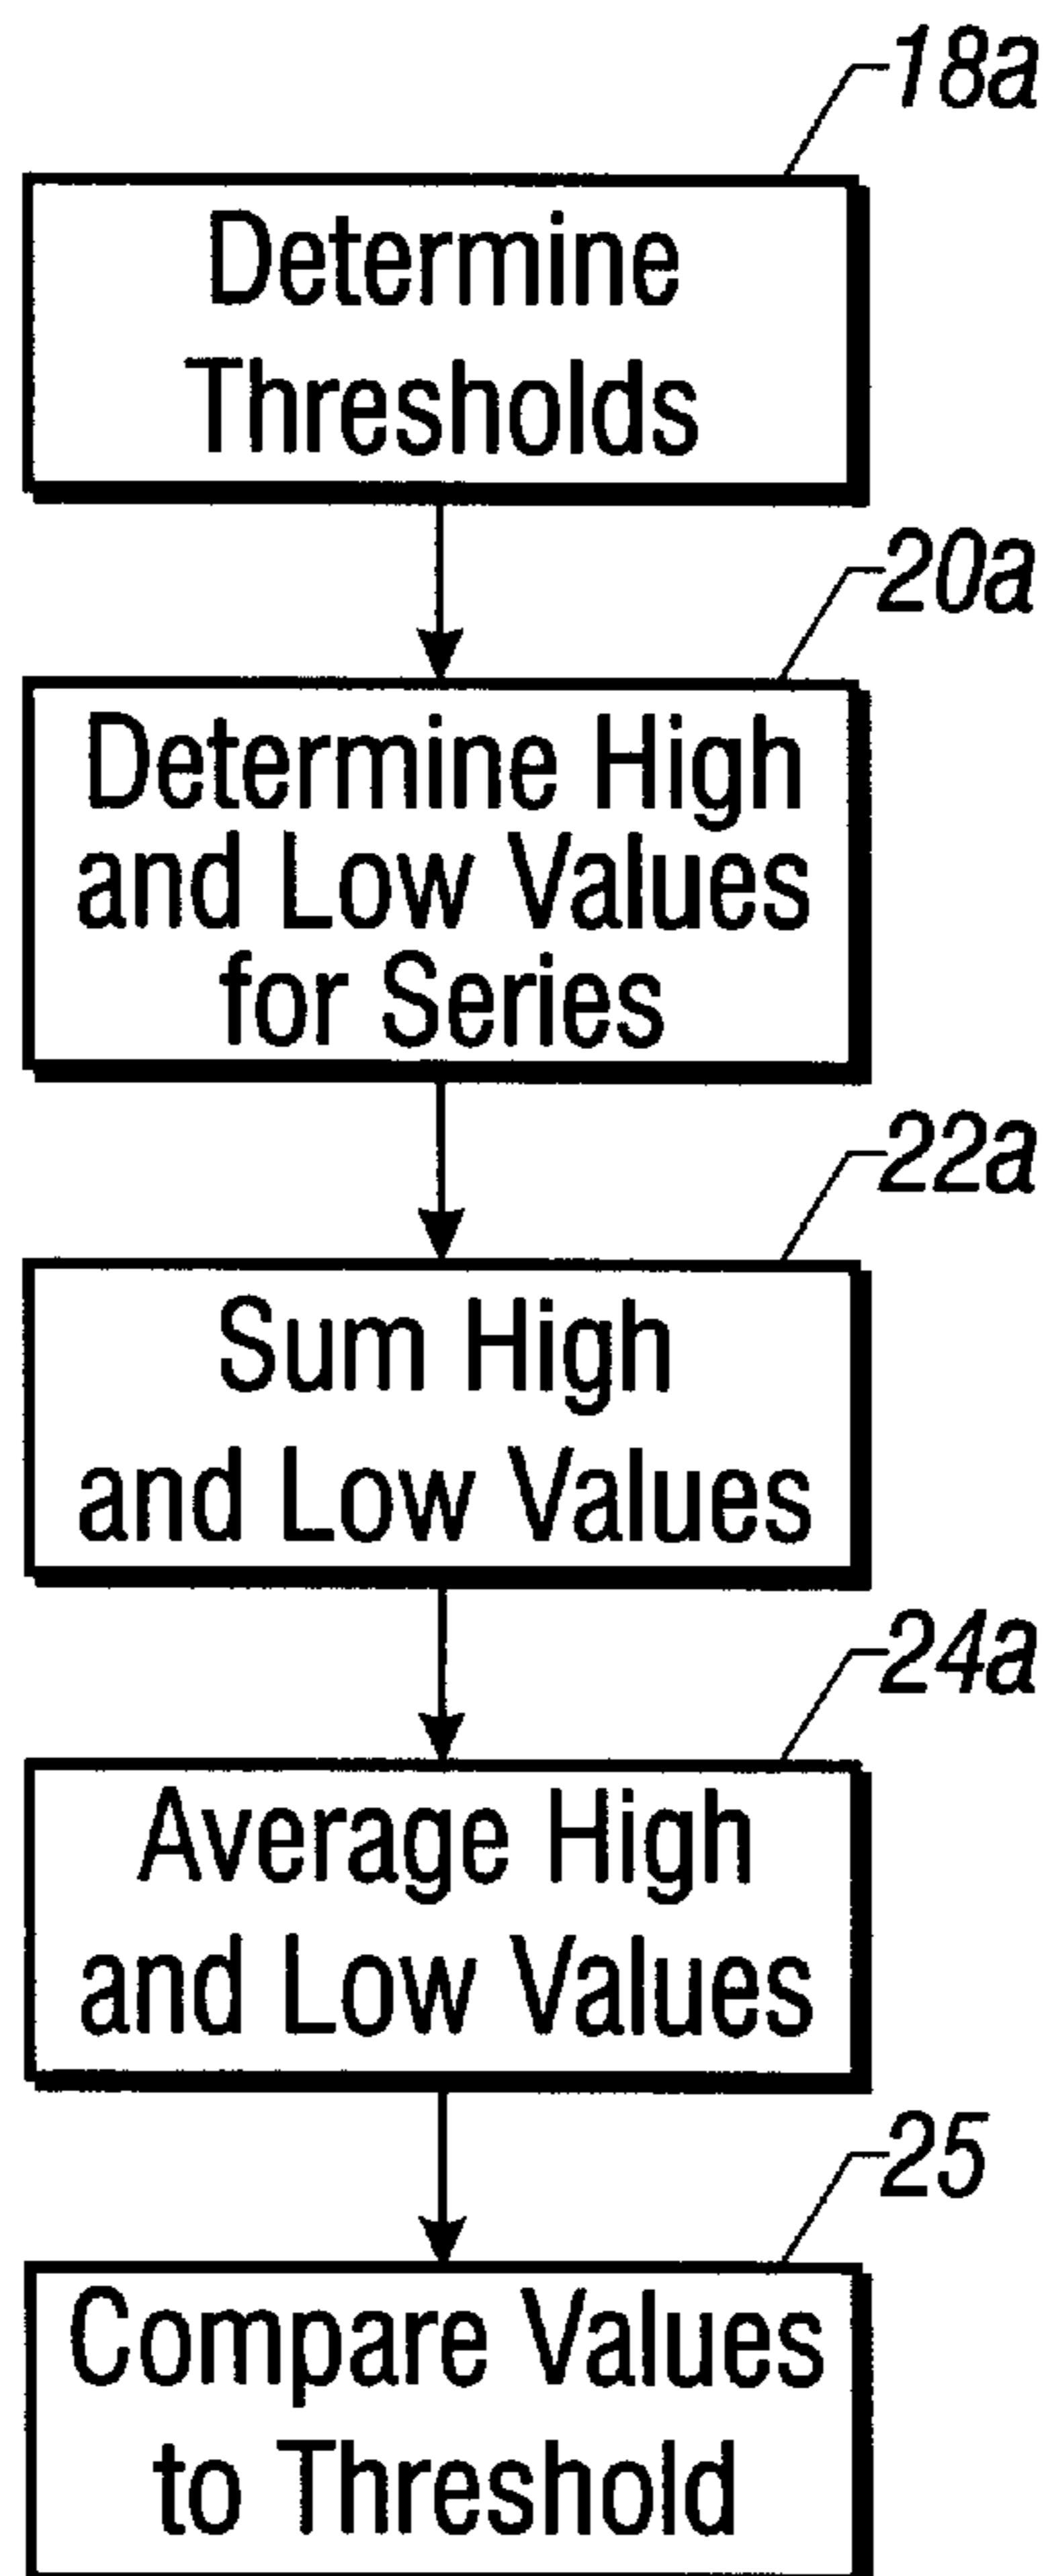 18a
Determine
Thresholds
20a
Determine High
and Low Values
for Series
22a
Sum High
and Low Values
24a
Average High
and Low Values
25
Compare Values
to Threshold